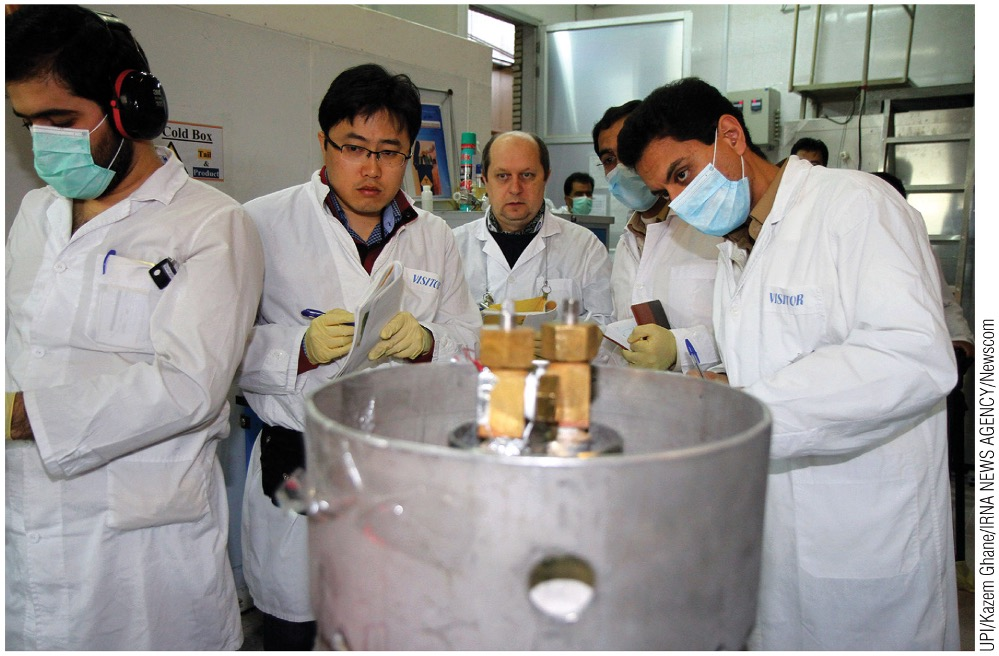 Cold Box
Tail
&
Product
VISITOR
VISITOR
UPI/Kazem Ghane/IRNA NEWS AGENCY/Newscom